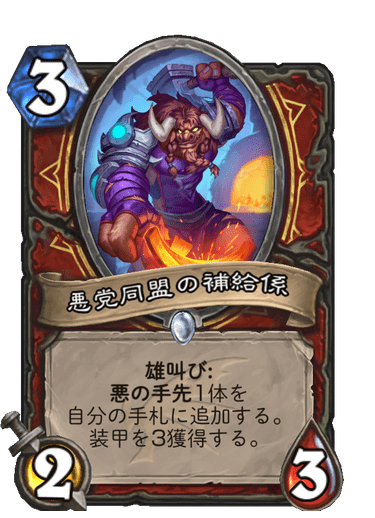 3
悪党同盟の補給係
雄叫び:
悪の手先1体を
自分の手札に追加する。
装甲を3獲得する。
2
3